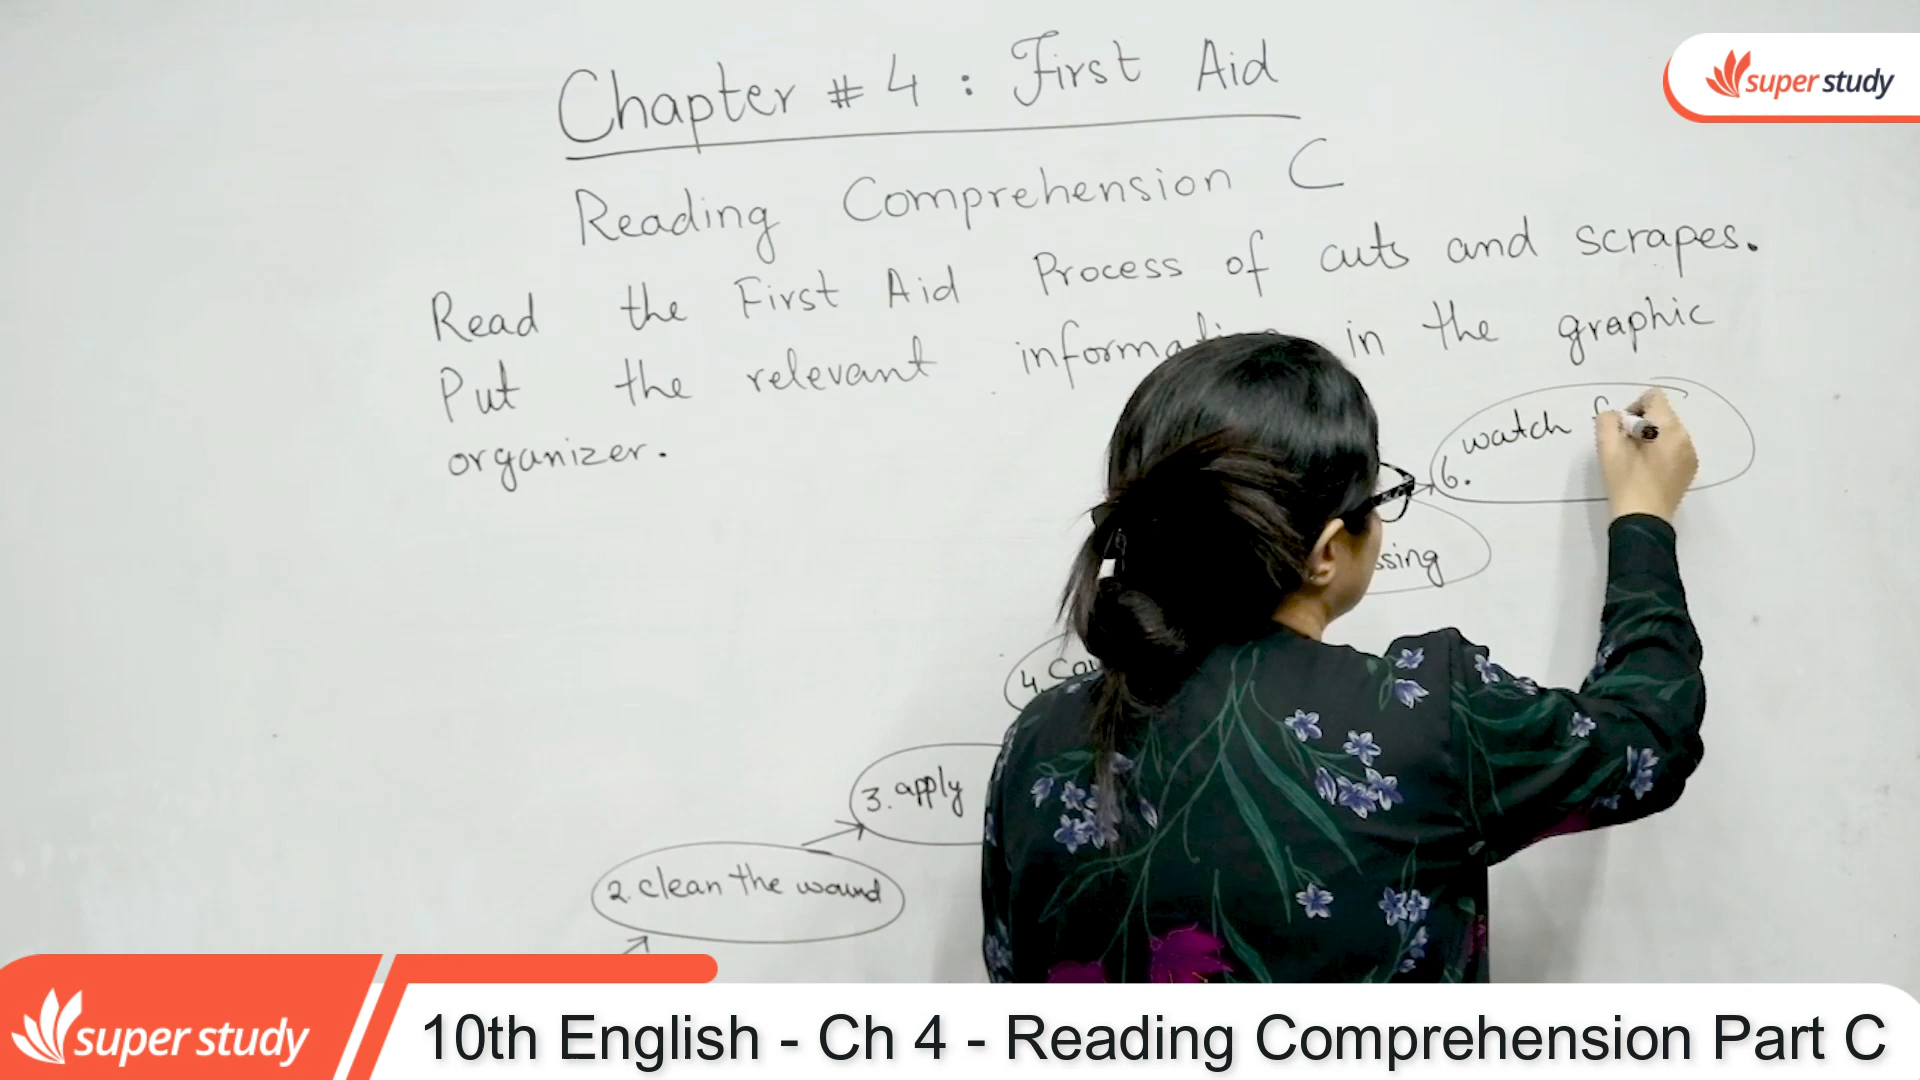 Chapter # 4 : First Aid
super study
Reading Comprehension C
Read the First Aid Process of cuts and scrapes.
Put the relevant in the graphic
organizer.
watch
6.
4.
3. apply
2. clean the wound
super study
10th English - Ch 4 - Reading Comprehension Part C